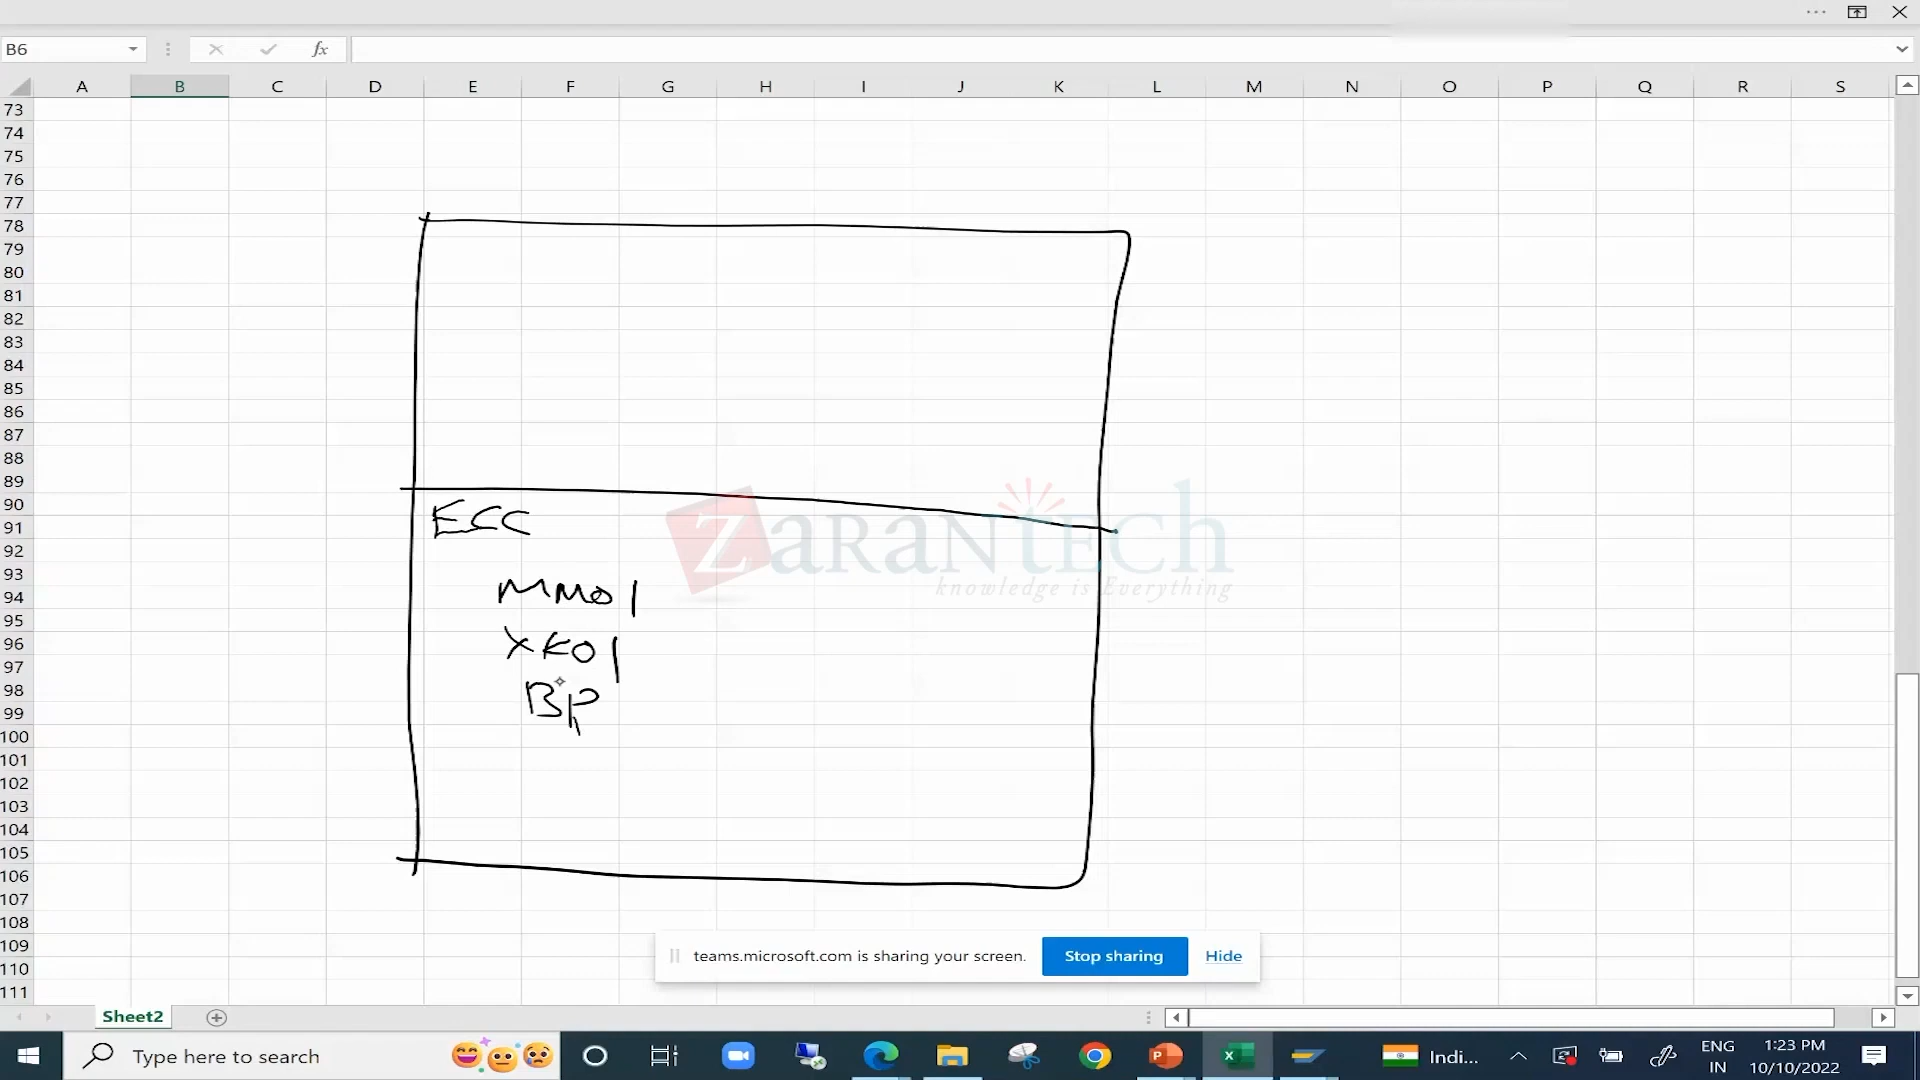 B6
fx
A B C D E F G H I J K L M N O P Q R S
73
74
75
76
77
78
79
80
81
82
83
84
85
86
87
88
89
90
91
92
93
94
95
96
97
98
99
100
101
102
103
104
105
106
107
108
109
110
111
ECC
MM01
XK01
BP
ZaranTech
knowledge is Everything
teams.microsoft.com is sharing your screen. Stop sharing Hide
Sheet2
Type here to search
Indi...
ENG
IN
1:23 PM
10/10/2022